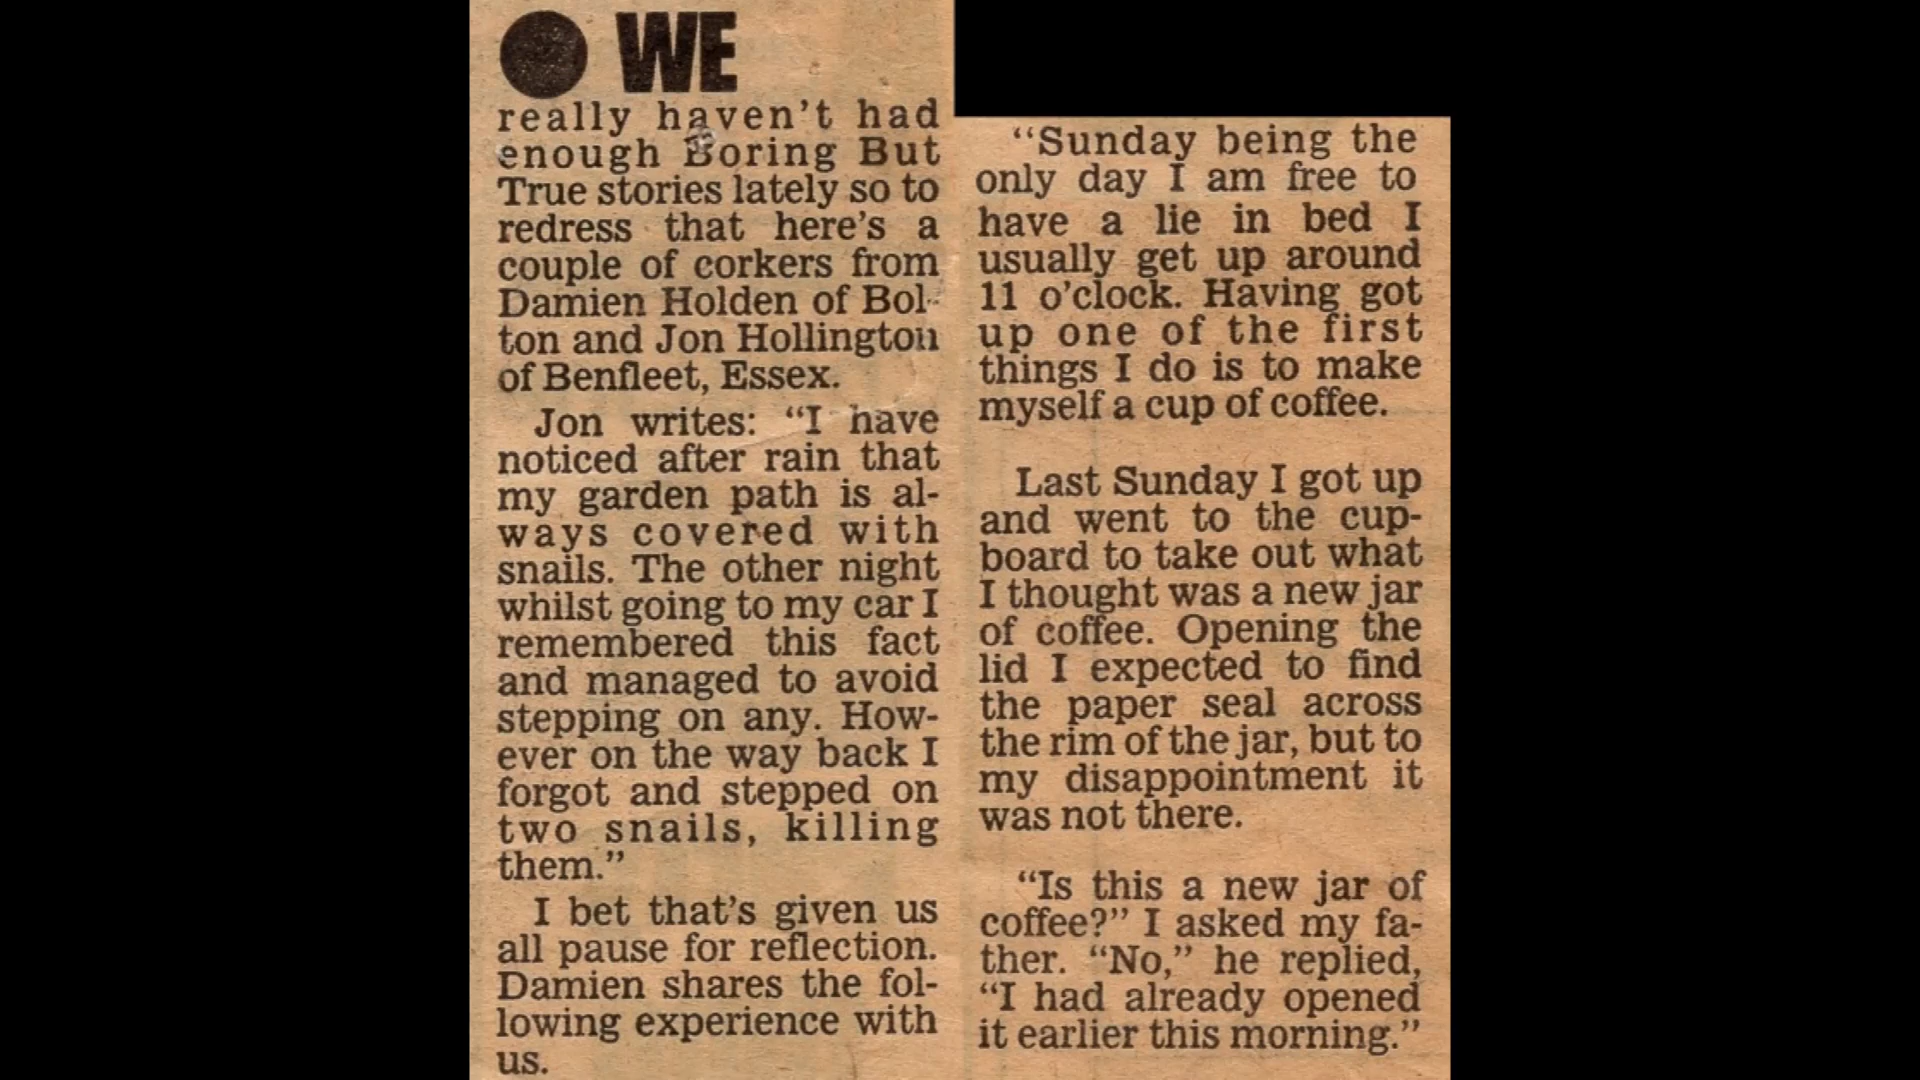 ● WE
really haven't had
enough Boring But
True stories lately so to
redress that here's a
couple of corkers from
Damien Holden of Bol-
ton and Jon Hollington
of Benfleet, Essex.
Jon writes: “I have
noticed after rain that
my garden path is al-
ways covered with
snails. The other night
whilst going to my car I
remembered this fact
and managed to avoid
stepping on any. How-
ever on the way back I
forgot and stepped on
two snails, killing
them.”
I bet that's given us
all pause for reflection.
Damien shares the fol-
lowing experience with
us.
“Sunday being the
only day I am free to
have a lie in bed I
usually get up around
11 o'clock. Having got
up one of the first
things I do is to make
myself a cup of coffee.
Last Sunday I got up
and went to the cup-
board to take out what
I thought was a new jar
of coffee. Opening the
lid I expected to find
the paper seal across
the rim of the jar, but to
my disappointment it
was not there.
“Is this a new jar of
coffee?” I asked my fa-
ther. “No,” he replied,
“I had already opened
it earlier this morning.”